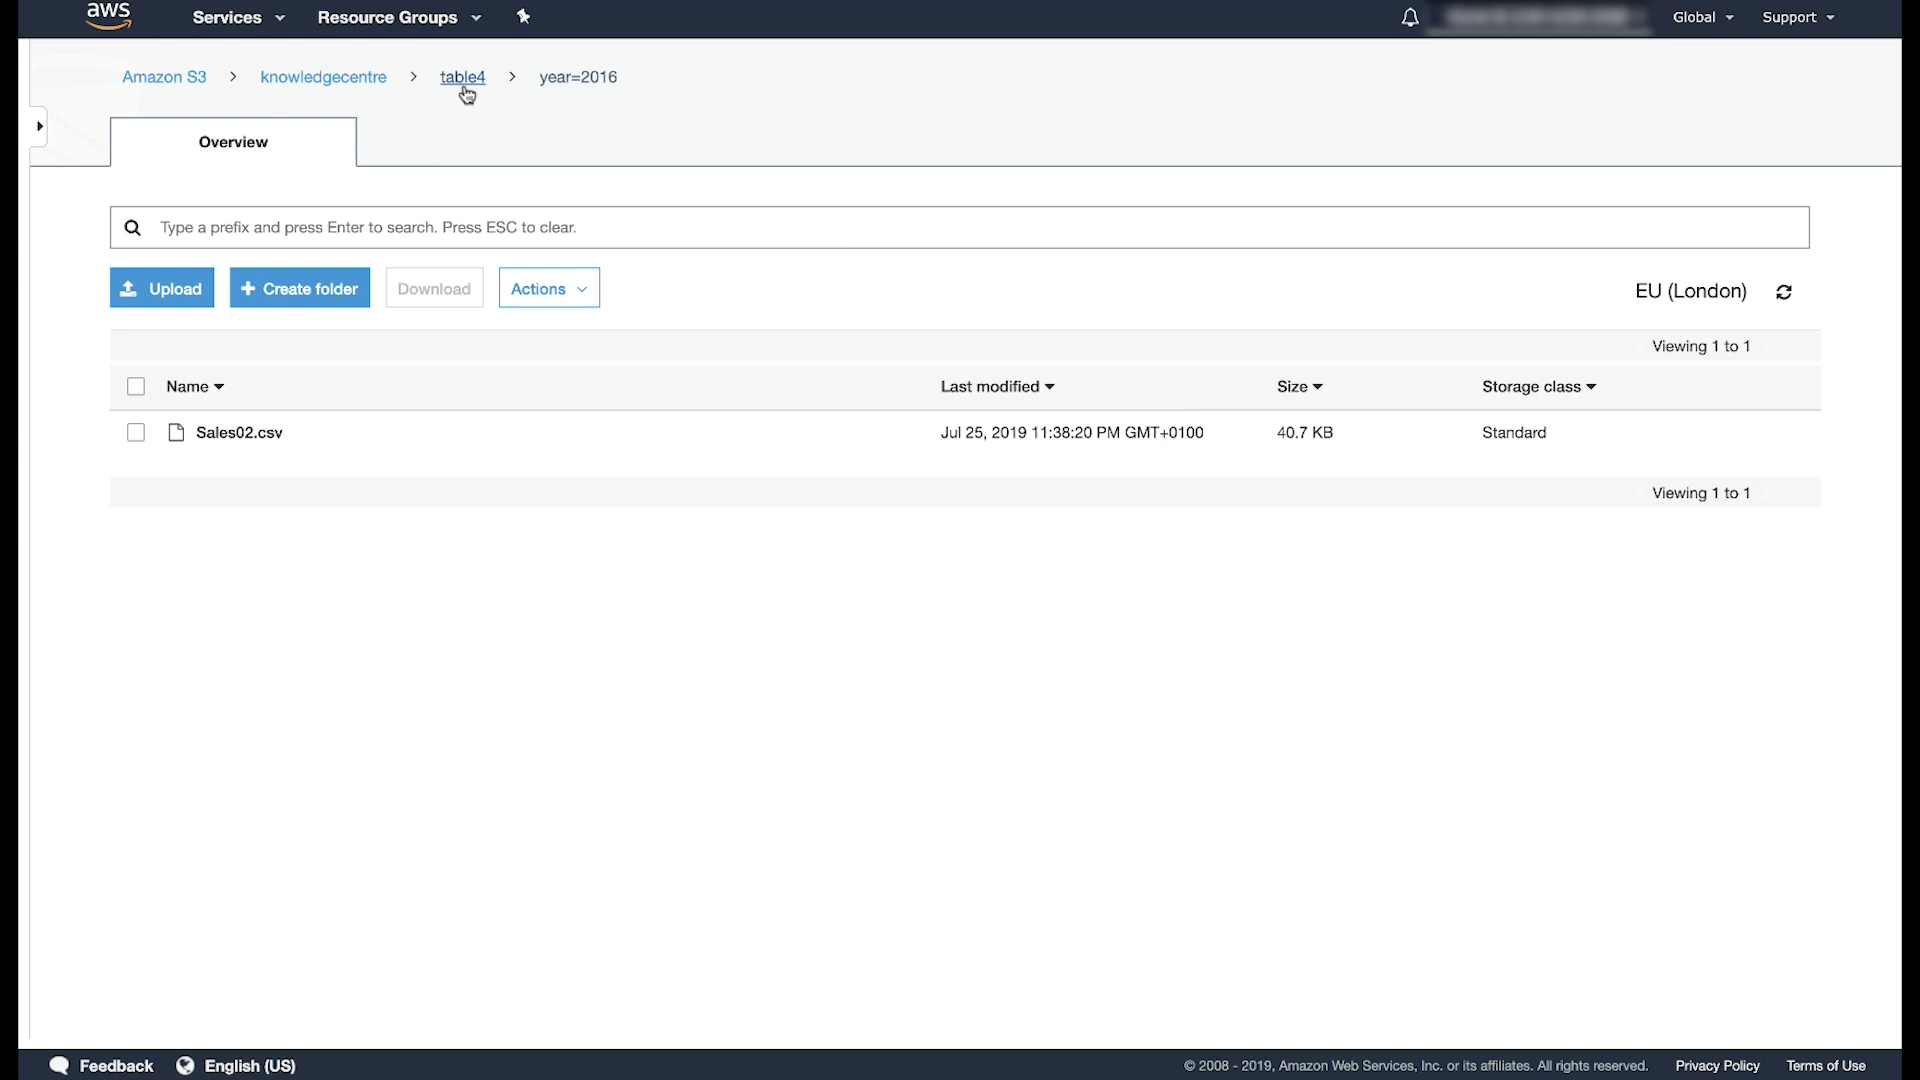 aws Services Resource Groups Global Support
Amazon S3 > knowledgecentre > table4 > year=2016
Overview
Type a prefix and press Enter to search. Press ESC to clear.
Upload + Create folder Download Actions EU (London)
Viewing 1 to 1
Name Last modified Size Storage class
Sales02.csv Jul 25, 2019 11:38:20 PM GMT+0100 40.7 KB Standard
Viewing 1 to 1
Feedback English (US) © 2008 - 2019, Amazon Web Services, Inc. or its affiliates. All rights reserved. Privacy Policy Terms of Use